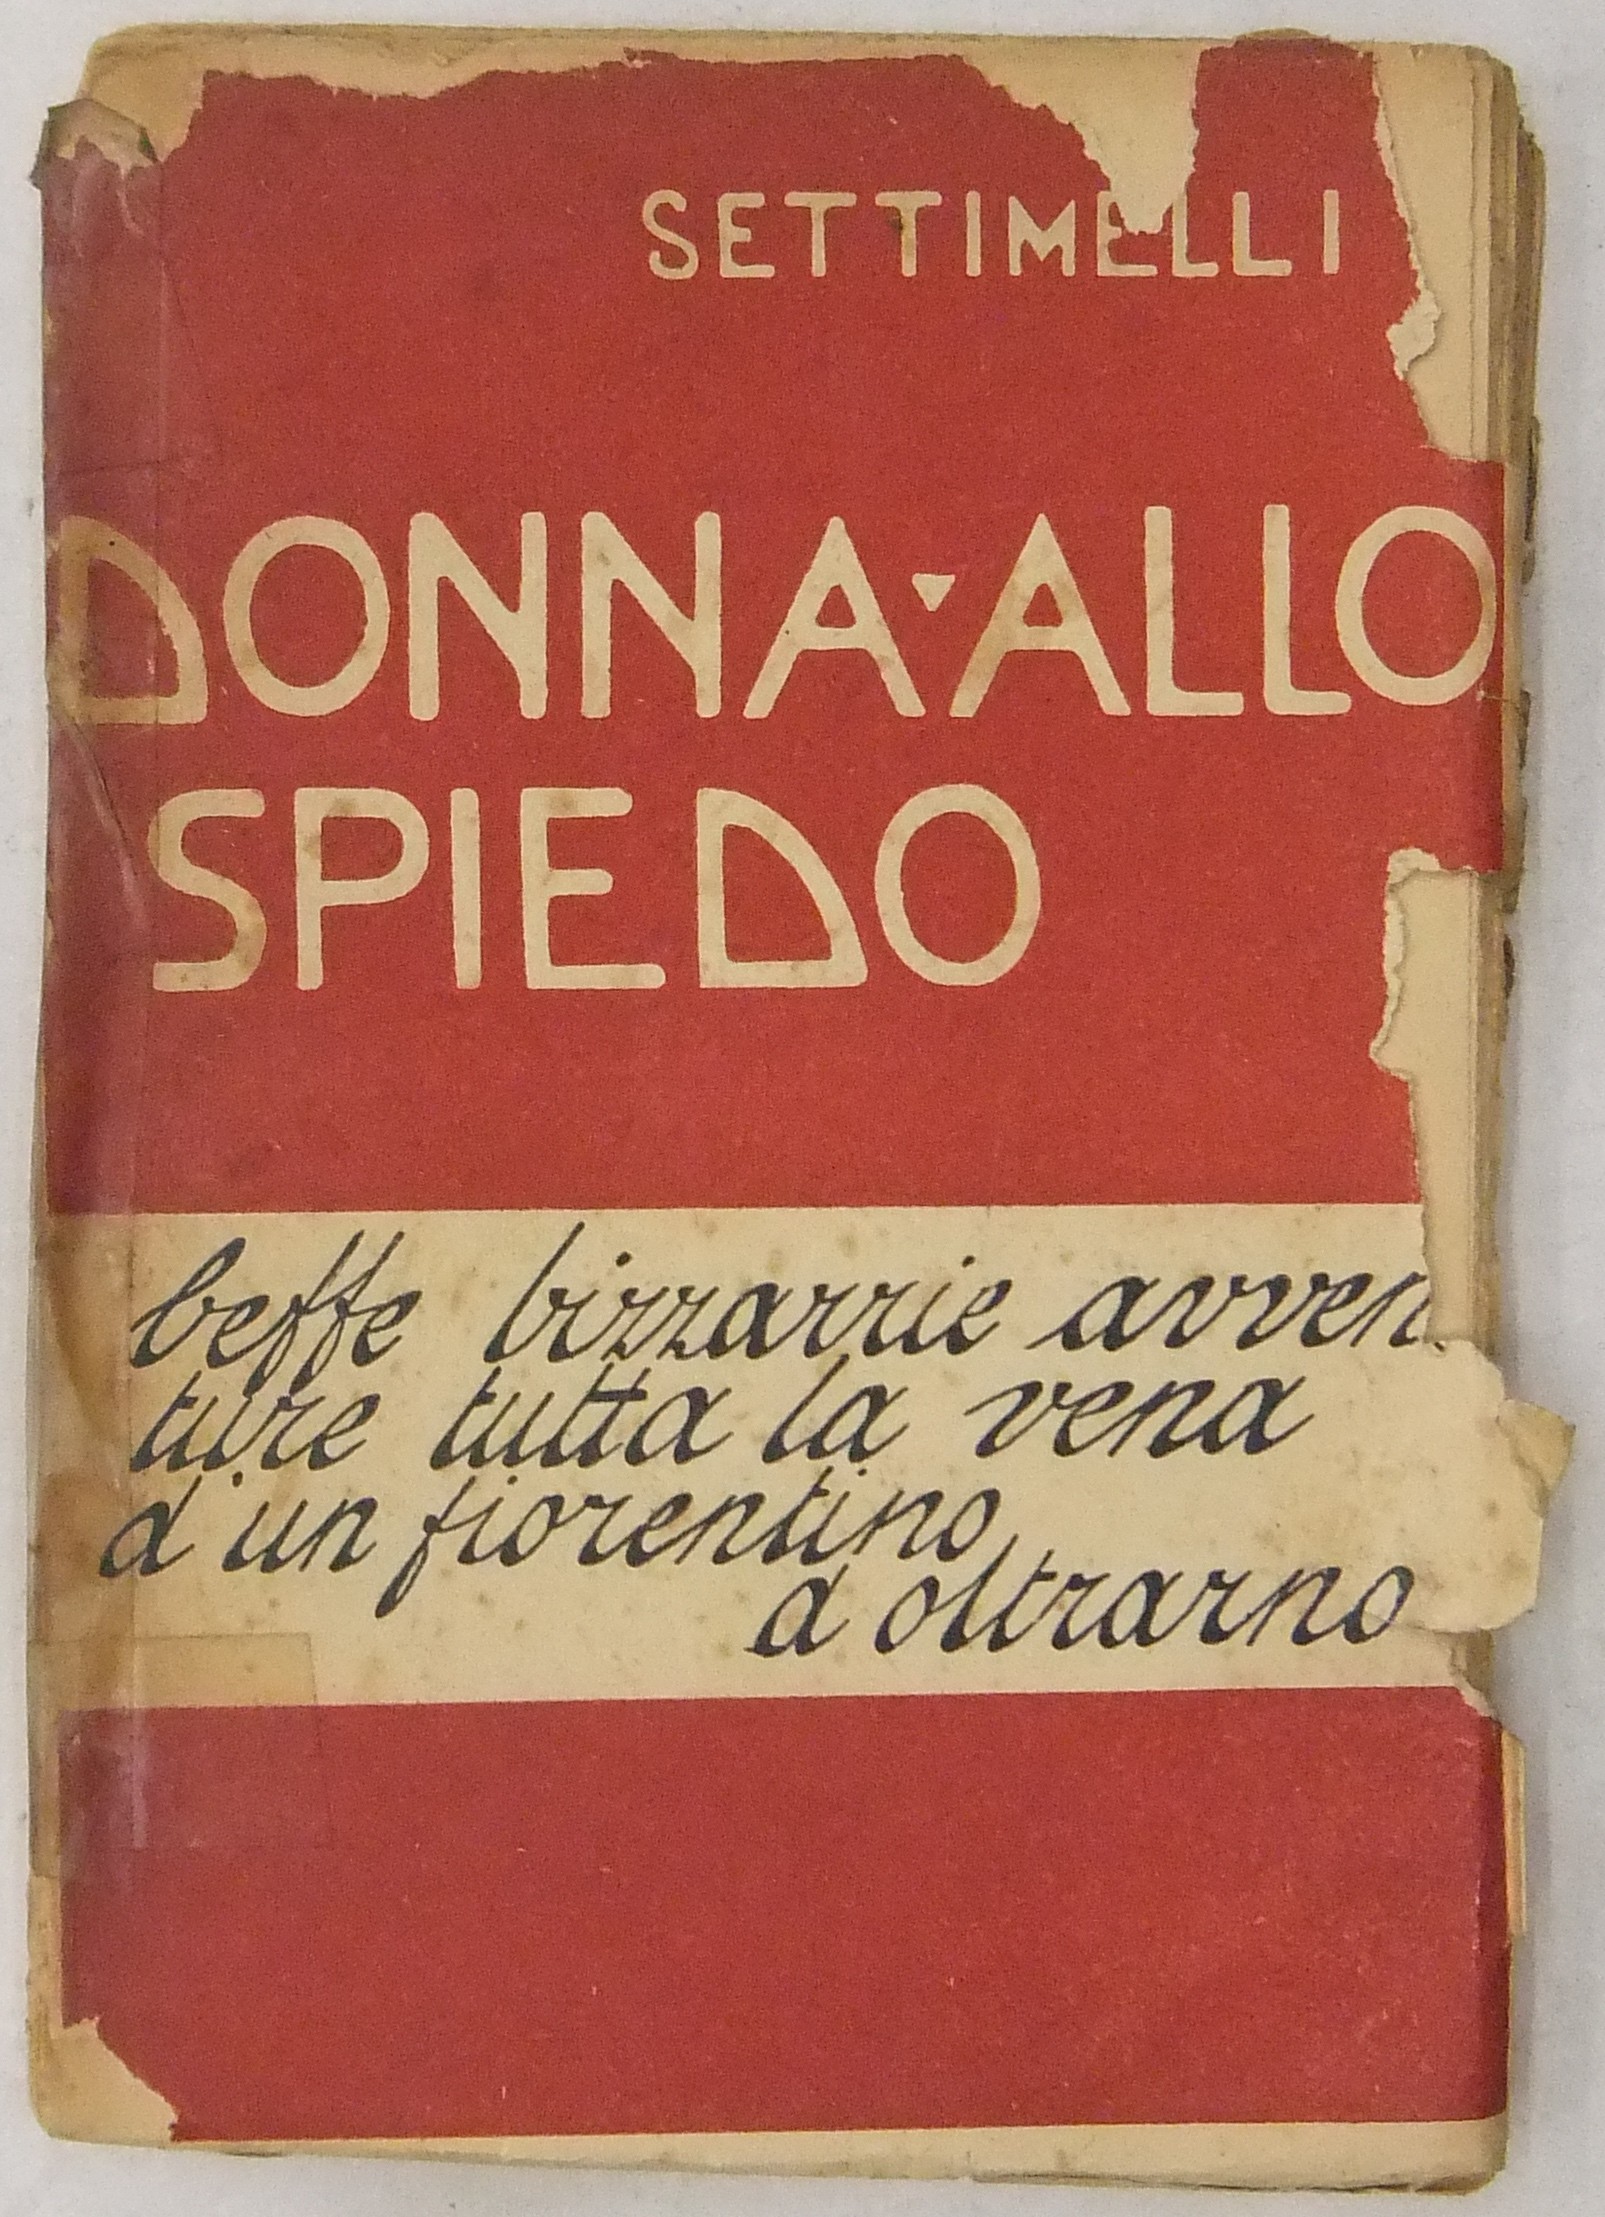 SETTIMELLI
DONNA▾ALLO
SPIEDO
beffe bizzarrie avven
ture tutta la vena
d'un fiorentino
d oltrarno